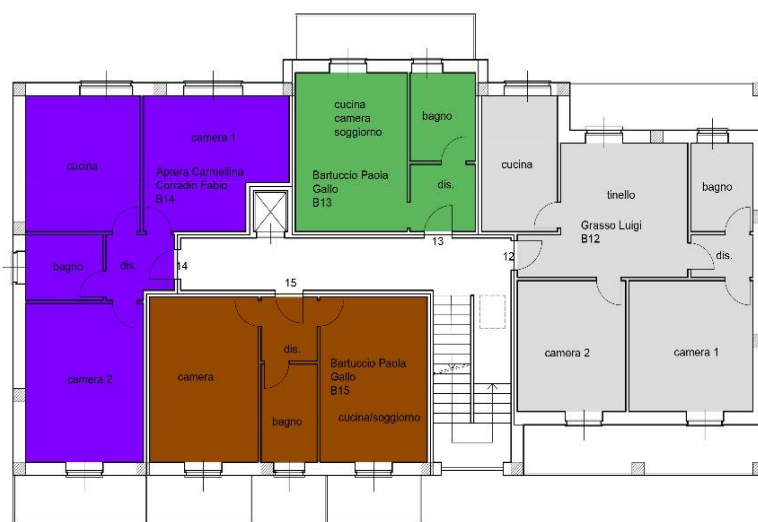 cucina
camera 1
Aprera Carmellina
Corradin Fabio
B14
bagno
dis.
14
camera 2
cucina
camera
soggiorno
bagno
Bartuccio Paola
Gallo
B13
dis.
13
cucina
tinello
bagno
Grasso Luigi
B12
12
dis.
camera 2
camera 1
15
camera
dis.
bagno
Bartuccio Paola
Gallo
B15
cucina/soggiorno